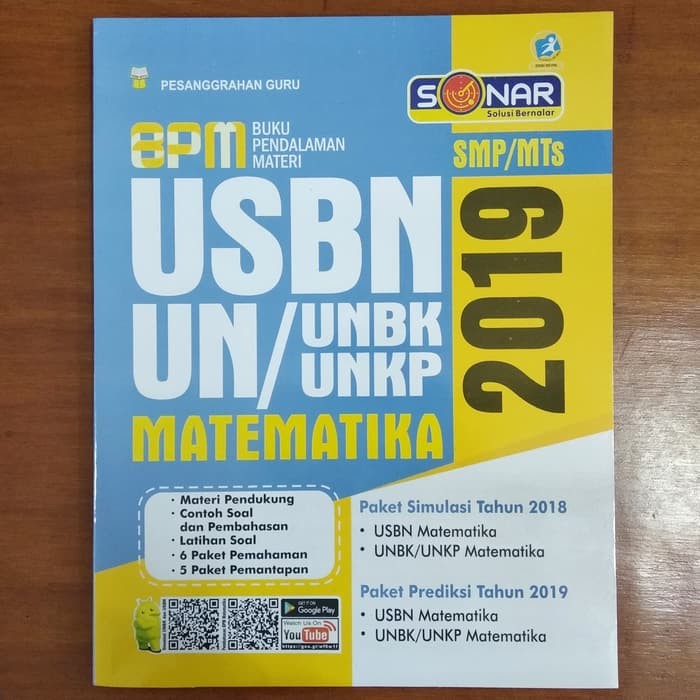 PESANGGRAHAN GURU
SONAR
Solusi Bernalar
BPM BUKU
PENDALAMAN
MATERI
SMP/MTs
USBN
UN/UNBK
UNKP
2019
MATEMATIKA
• Materi Pendukung
• Contoh Soal
dan Pembahasan
• Latihan Soal
• 6 Paket Pemahaman
• 5 Paket Pemantapan
Paket Simulasi Tahun 2018
• USBN Matematika
• UNBK/UNKP Matematika
Paket Prediksi Tahun 2019
• USBN Matematika
• UNBK/UNKP Matematika
GET IT ON
Google Play
Watch Us On
YouTube